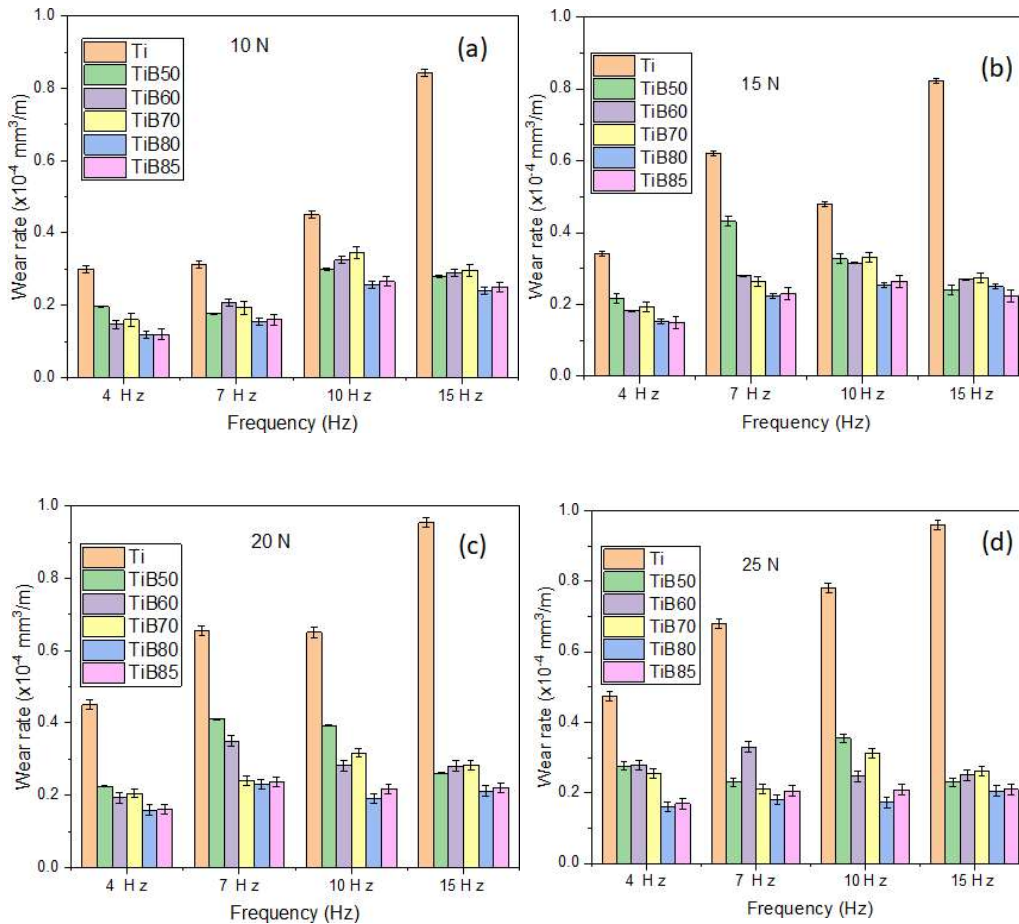 10 N
(a)
Ti
TiB50
TiB60
TiB70
TiB80
TiB85
Wear rate (x10-4 mm3/m)
1.0
0.8
0.6
0.4
0.2
0.0
4 Hz
7 Hz
10 Hz
15 Hz
Frequency (Hz)
15 N
(b)
Ti
TiB50
TiB60
TiB70
TiB80
TiB85
Wear rate (x10-4 mm3/m)
1.0
0.8
0.6
0.4
0.2
0.0
4 Hz
7 Hz
10 Hz
15 Hz
Frequency (Hz)
20 N
(c)
Ti
TiB50
TiB60
TiB70
TiB80
TiB85
Wear rate (x10-4 mm3/m)
1.0
0.8
0.6
0.4
0.2
0.0
4 Hz
7 Hz
10 Hz
15 Hz
Frequency (Hz)
25 N
(d)
Ti
TiB50
TiB60
TiB70
TiB80
TiB85
Wear rate (x10-4 mm3/m)
1.0
0.8
0.6
0.4
0.2
0.0
4 Hz
7 Hz
10 Hz
15 Hz
Frequency (Hz)